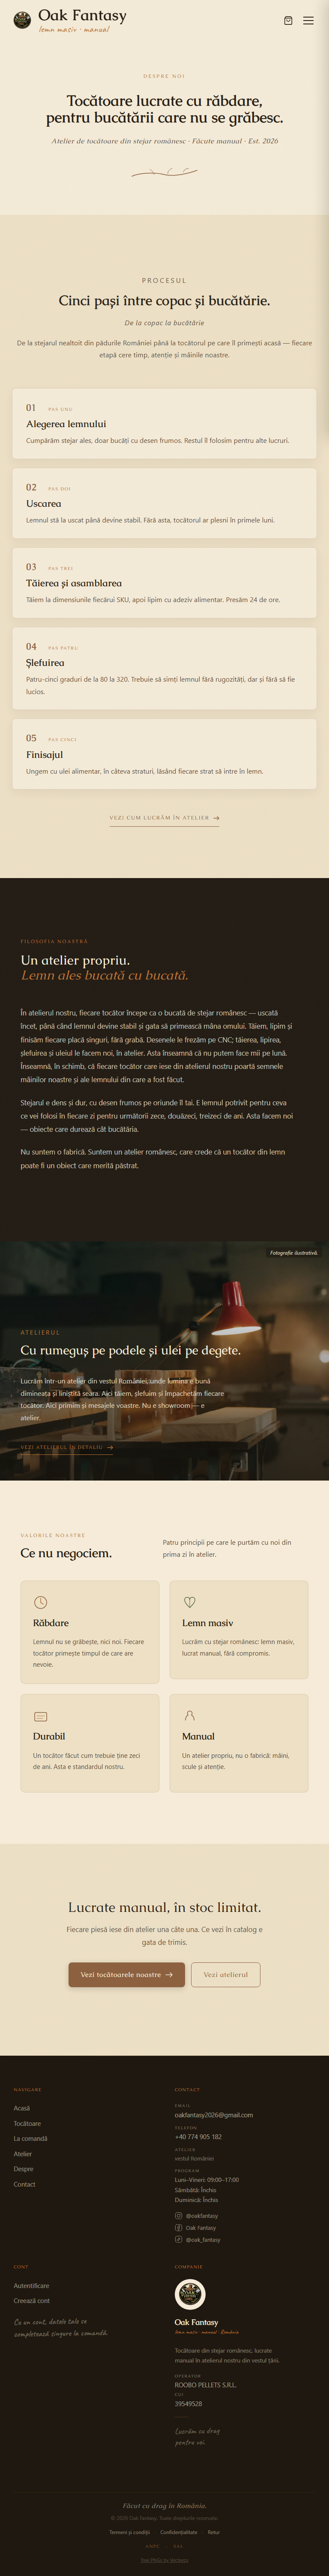 Oak Fantasy
lemn masiv · manual
DESPRE NOI
Tocătoare lucrate cu răbdare,
pentru bucătării care nu se grăbesc.
Atelier de tocătoare din stejar românesc · Făcute manual · Est. 2026
PROCESUL
Cinci pași între copac și bucătărie.
De la copac la bucătărie
De la stejarul nealtoit din pădurile României până la tocătorul pe care îl primești acasă — fiecare
etapă cere timp, atenție și mâinile noastre.
01 PAS UNU
Alegerea lemnului
Cumpărăm stejar ales, doar bucăți cu desen frumos. Restul îl folosim pentru alte lucruri.
02 PAS DOI
Uscarea
Lemnul stă la uscat până devine stabil. Fără asta, tocătorul ar plesni în primele luni.
03 PAS TREI
Tăierea și asamblarea
Tăiem la dimensiunile fiecărui SKU, apoi lipim cu adeziv alimentar. Presăm 24 de ore.
04 PAS PATRU
Șlefuirea
Patru-cinci graduri de la 80 la 320. Trebuie să simți lemnul fără rugozități, dar și fără să fie
lucios.
05 PAS CINCI
Finisajul
Ungem cu ulei alimentar, în câteva straturi, lăsând fiecare strat să intre în lemn.
VEZI CUM LUCRĂM ÎN ATELIER →
FILOSOFIA NOASTRĂ
Un atelier propriu.
Lemn ales bucată cu bucată.
În atelierul nostru, fiecare tocător începe ca o bucată de stejar românesc — uscată
încet, până când lemnul devine stabil și gata să primească mâna omului. Tăiem, lipim și
finisăm fiecare placă singuri, fără grabă. Desenele le frezăm pe CNC; tăierea, lipirea,
șlefuirea și uleiul le facem noi, în atelier. Asta înseamnă că nu putem face mii pe lună.
Înseamnă, în schimb, că fiecare tocător care iese din atelierul nostru poartă semnele
mâinilor noastre și ale lemnului din care a fost făcut.
Stejarul e dens și dur, cu desen frumos pe oriunde îl tai. E lemnul potrivit pentru ceva
ce vei folosi în fiecare zi pentru următorii zece, douăzeci, treizeci de ani. Asta facem noi
— obiecte care durează cât bucătăria.
Nu suntem o fabrică. Suntem un atelier românesc, care crede că un tocător din lemn
poate fi un obiect care merită păstrat.
Fotografie ilustrativă.
ATELIERUL
Cu rumeguș pe podele și ulei pe degete.
Lucrăm într-un atelier din vestul României, unde lumina e bună
dimineața și liniștită seara. Aici tăiem, șlefuim și împachetăm fiecare
tocător. Aici primim și mesajele voastre. Nu e showroom — e
atelier.
VEZI ATELIERUL ÎN DETALIU →
VALORILE NOASTRE
Ce nu negociem.
Patru principii pe care le purtăm cu noi din
prima zi în atelier.
Răbdare
Lemnul nu se grăbește, nici noi. Fiecare
tocător primește timpul de care are
nevoie.
Lemn masiv
Lucrăm cu stejar românesc: lemn masiv,
lucrat manual, fără compromis.
Durabil
Un tocător făcut cum trebuie ține zeci
de ani. Asta e standardul nostru.
Manual
Un atelier propriu, nu o fabrică: mâini,
scule și atenție.
Lucrate manual, în stoc limitat.
Fiecare piesă iese din atelier una câte una. Ce vezi în catalog e
gata de trimis.
Vezi tocătoarele noastre →
Vezi atelierul
NAVIGARE
Acasă
Tocătoare
La comandă
Atelier
Despre
Contact
CONTACT
EMAIL
oakfantasy2026@gmail.com
TELEFON
+40 774 905 182
ATELIER
vestul României
PROGRAM
Luni–Vineri: 09:00–17:00
Sâmbătă: Închis
Duminică: Închis
@oakfantasy
Oak Fantasy
@oak_fantasy
CONT
Autentificare
Creează cont
Cu un cont, datele tale se
completează singure la comandă.
COMPANIE
Oak Fantasy
lemn masiv · manual · România
Tocătoare din stejar românesc, lucrate
manual în atelierul nostru din vestul țării.
OPERATOR
ROOBO PELLETS S.R.L.
CUI
39549528
Lucrăm cu drag
pentru voi.
Făcut cu drag în România.
© 2026 Oak Fantasy. Toate drepturile rezervate.
Termeni și condiții Confidențialitate Retur
ANPC · SAL